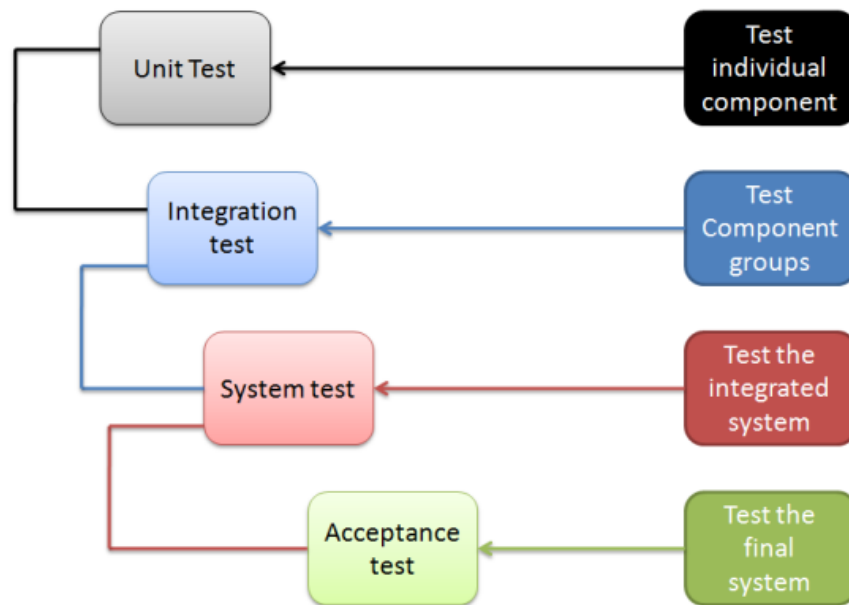 Unit Test
Test
individual
component
Integration
test
Test
Component
groups
System test
Test the
integrated
system
Acceptance
test
Test the
final
system